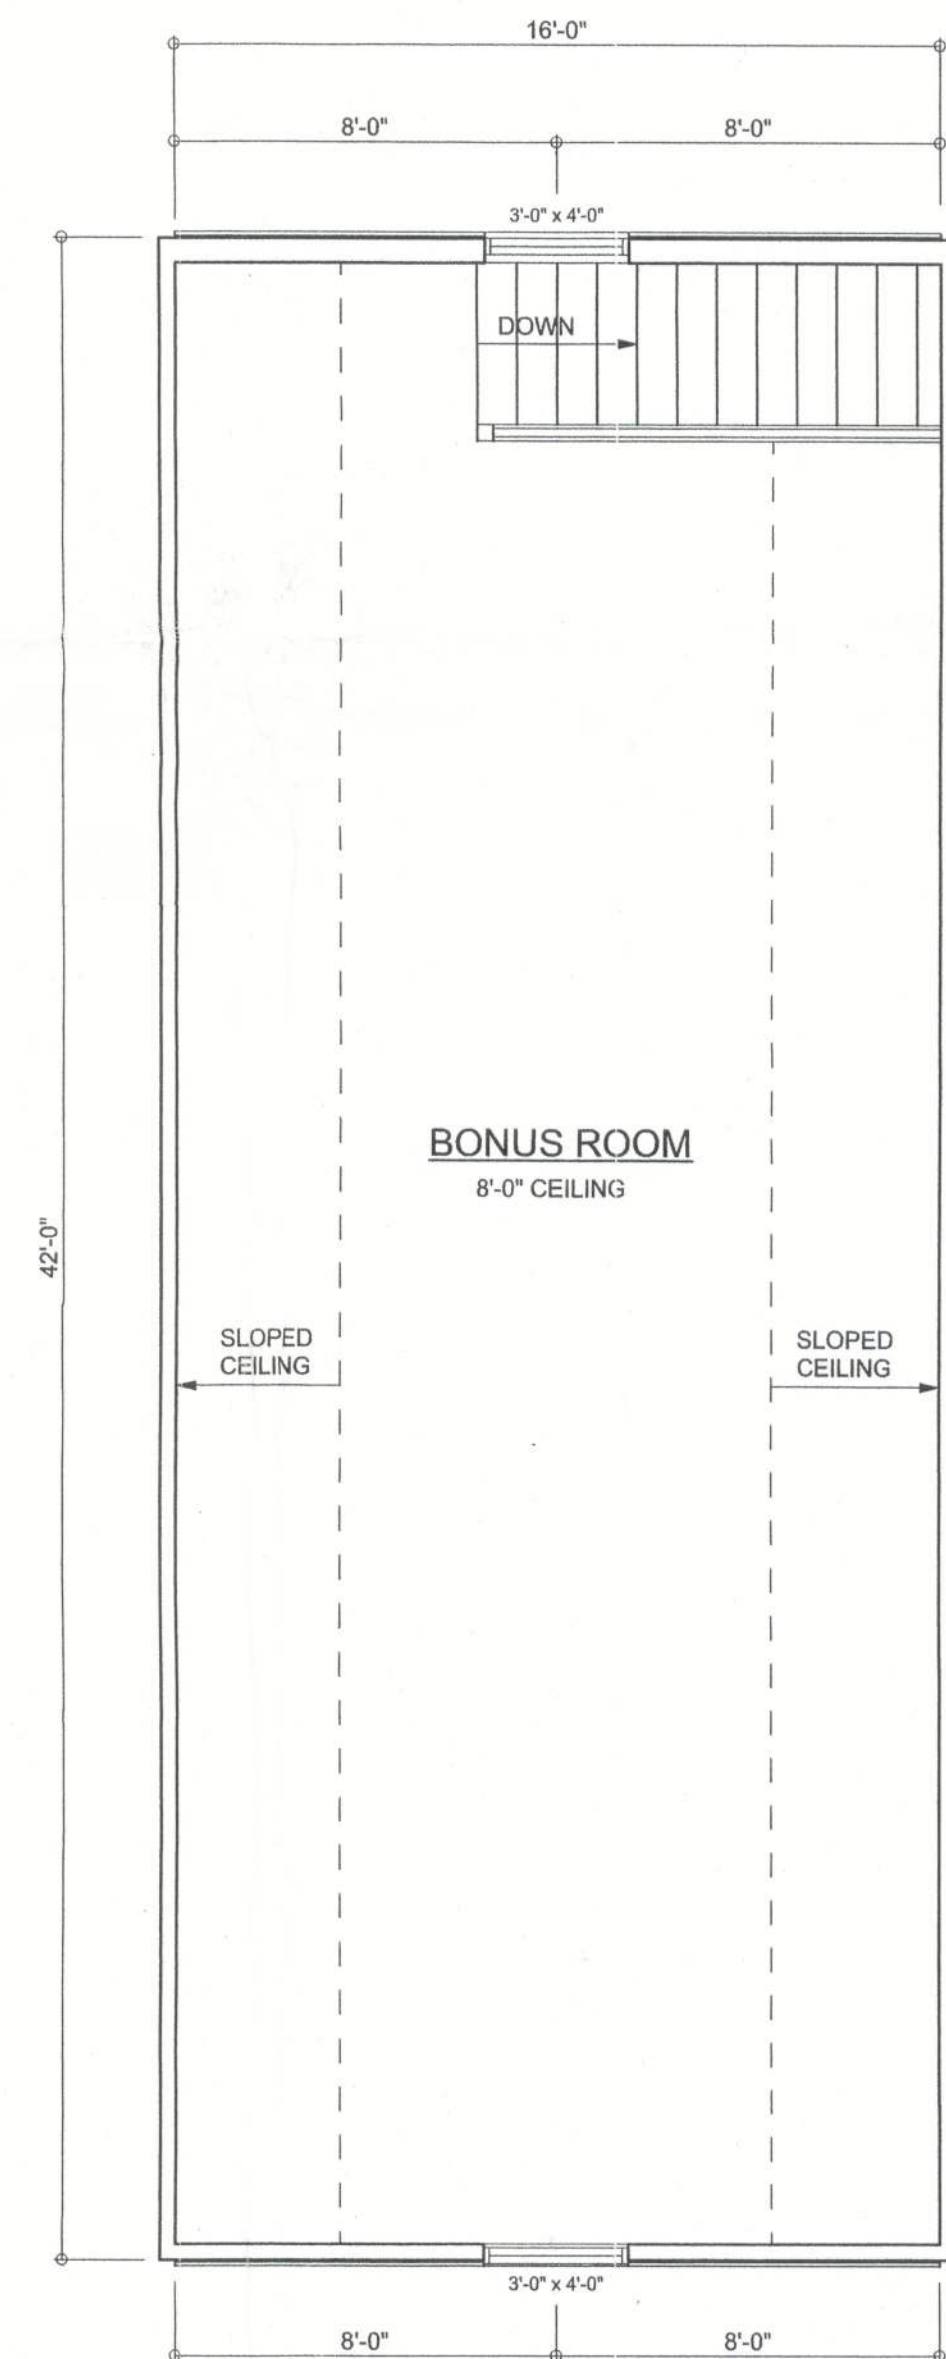 16'-0"
8'-0"
8'-0"
3'-0" x 4'-0"
DOWN
BONUS ROOM
8'-0" CEILING
42'-0"
SLOPED
CEILING
SLOPED
CEILING
3'-0" x 4'-0"
8'-0"
8'-0"